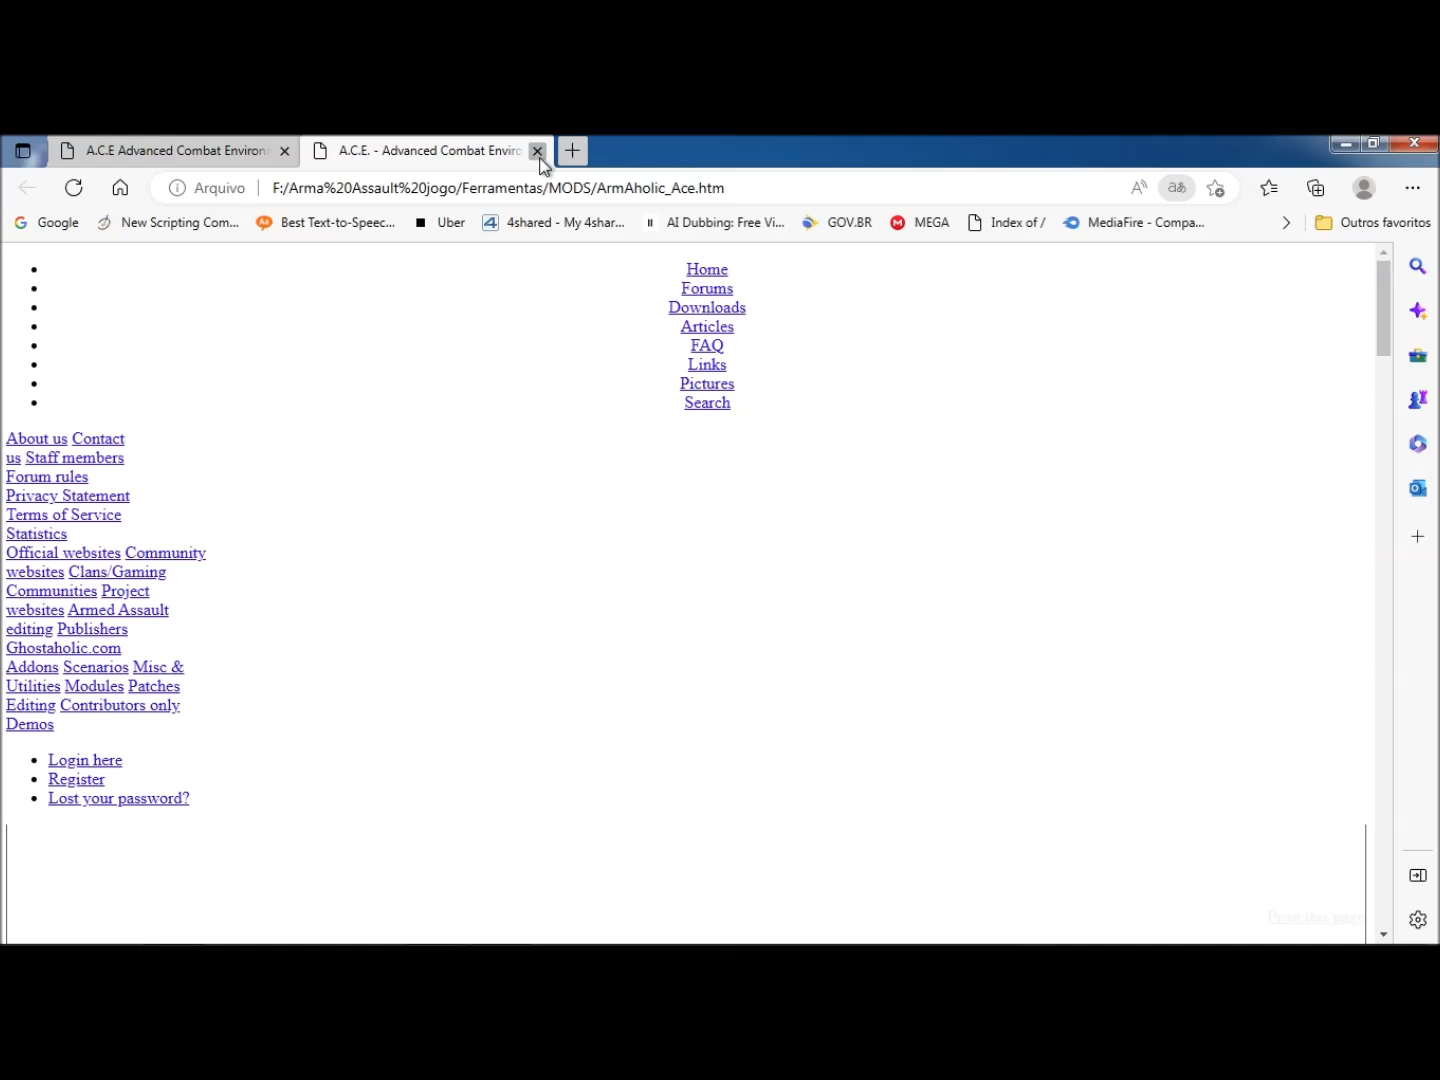 A.C.E Advanced Combat Environ
A.C.E. - Advanced Combat Enviro
Arquivo
F:/Arma%20Assault%20jogo/Ferramentas/MODS/ArmAholic_Ace.htm
Google
New Scripting Com...
Best Text-to-Speec...
Uber
4shared - My 4shar...
AI Dubbing: Free Vi...
GOV.BR
MEGA
Index of /
MediaFire - Compa...
Outros favoritos
Home
Forums
Downloads
Articles
FAQ
Links
Pictures
Search
About us Contact
us Staff members
Forum rules
Privacy Statement
Terms of Service
Statistics
Official websites Community
websites Clans/Gaming
Communities Project
websites Armed Assault
editing Publishers
Ghostaholic.com
Addons Scenarios Misc &
Utilities Modules Patches
Editing Contributors only
Demos
Login here
Register
Lost your password?
Print this page